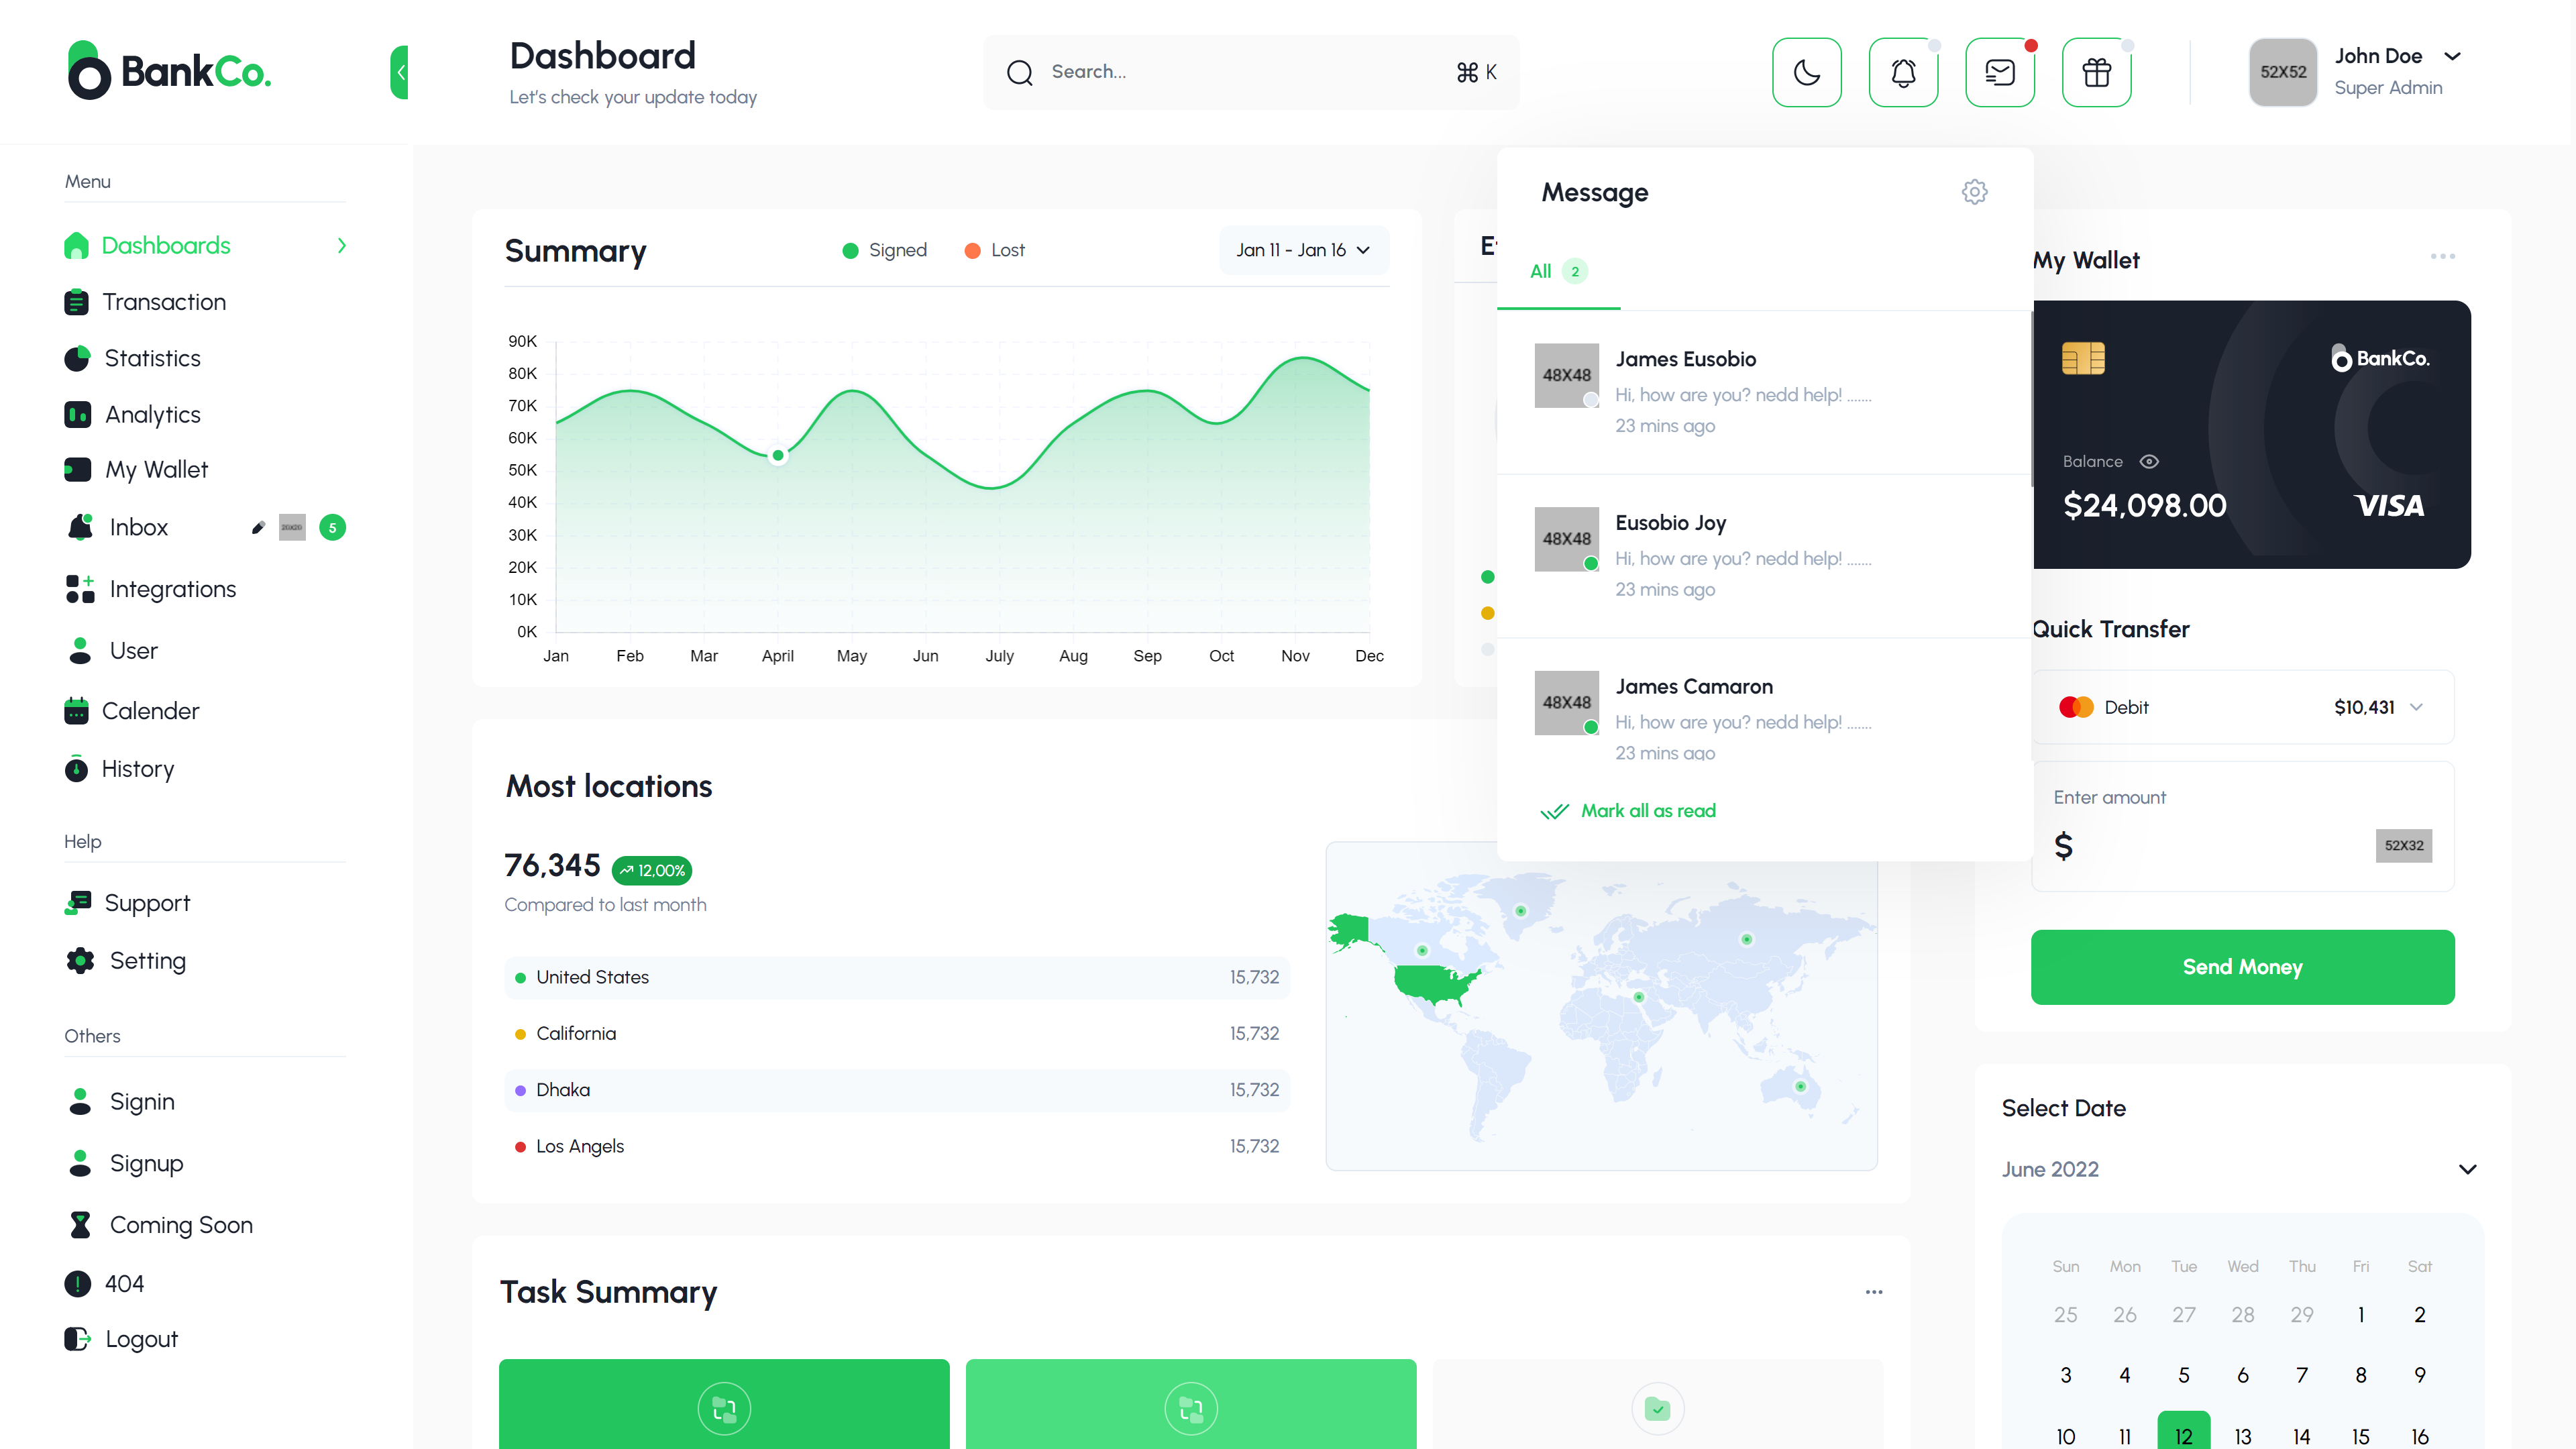 BankCo.
Dashboard
Let's check your update today
Search...
⌘ K
52X52
John Doe
Super Admin
Menu
Dashboards
Transaction
Statistics
Analytics
My Wallet
Inbox
20X20
5
Integrations
User
Calender
History
Help
Support
Setting
Others
Signin
Signup
Coming Soon
404
Logout
Summary
Signed
Lost
Jan 11 - Jan 16
90K
80K
70K
60K
50K
40K
30K
20K
10K
0K
Jan Feb Mar April May Jun July Aug Sep Oct Nov Dec
Message
All 2
48X48
James Eusobio
Hi, how are you? nedd help! .......
23 mins ago
48X48
Eusobio Joy
Hi, how are you? nedd help! .......
23 mins ago
48X48
James Camaron
Hi, how are you? nedd help! .......
23 mins ago
Mark all as read
My Wallet
BankCo.
Balance
$24,098.00
VISA
Quick Transfer
Debit
$10,431
Enter amount
$
52X32
Send Money
Most locations
76,345
12,00%
Compared to last month
United States 15,732
California 15,732
Dhaka 15,732
Los Angels 15,732
Task Summary
Select Date
June 2022
Sun Mon Tue Wed Thu Fri Sat
25 26 27 28 29 1 2
3 4 5 6 7 8 9
10 11 12 13 14 15 16